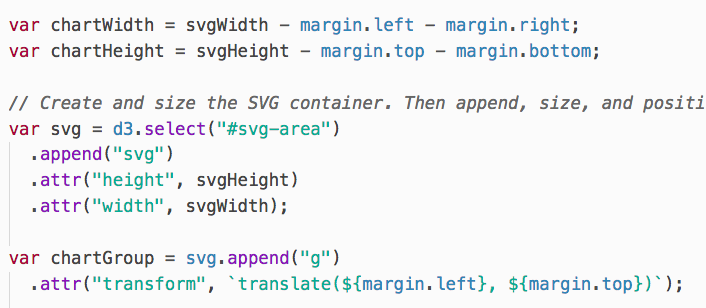 var chartWidth = svgWidth - margin.left - margin.right;
var chartHeight = svgHeight - margin.top - margin.bottom;
// Create and size the SVG container. Then append, size, and
var svg = d3.select("#svg-area")
.append("svg")
.attr("height", svgHeight)
.attr("width", svgWidth);
var chartGroup = svg.append("g")
.attr("transform", `translate(${margin.left}, ${margin.top})`);